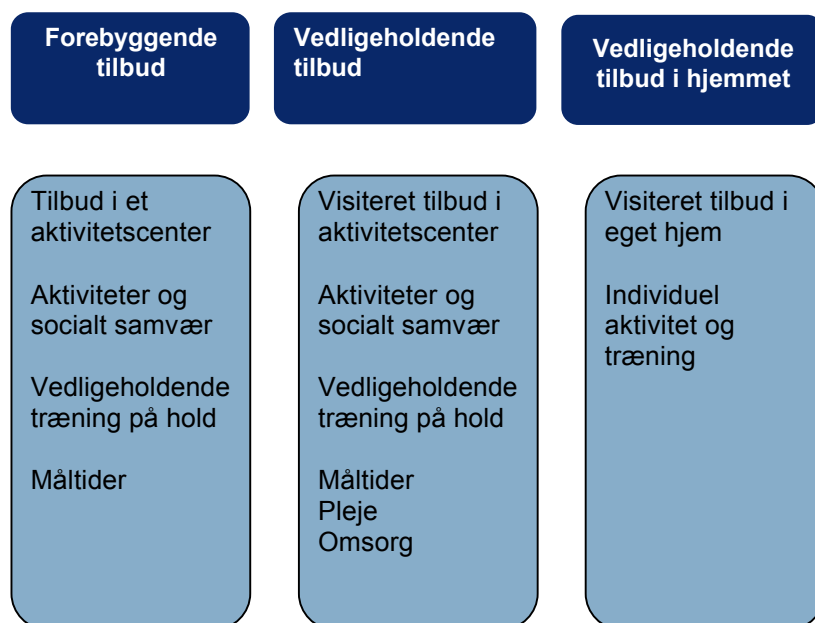 Forebyggende
tilbud
Vedligeholdende
tilbud
Vedligeholdende
tilbud i hjemmet
Tilbud i et
aktivitetscenter
Aktiviteter og
socialt samvær
Vedligeholdende
træning på hold
Måltider
Visiteret tilbud i
aktivitetscenter
Aktiviteter og
socialt samvær
Vedligeholdende
træning på hold
Måltider
Pleje
Omsorg
Visiteret tilbud i
eget hjem
Individuel
aktivitet og
træning